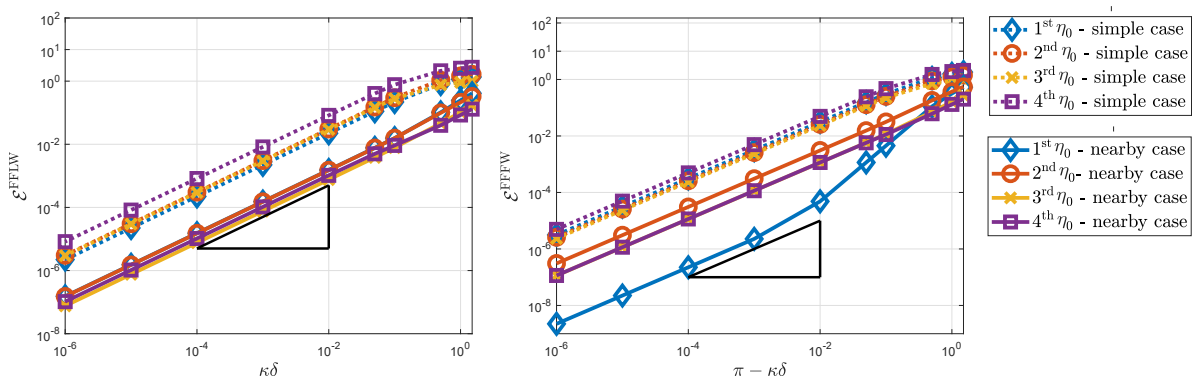 10^2
10^0
10^-2
10^-4
10^-6
10^-8
ℰ^FFLW
10^-6
10^-4
10^-2
10^0
κδ
10^2
10^0
10^-2
10^-4
10^-6
10^-8
ℰ^FFFW
10^-6
10^-4
10^-2
10^0
π − κδ
1^st η_0 - simple case
2^nd η_0 - simple case
3^rd η_0 - simple case
4^th η_0 - simple case
1^st η_0 - nearby case
2^nd η_0- nearby case
3^rd η_0 - nearby case
4^th η_0 - nearby case